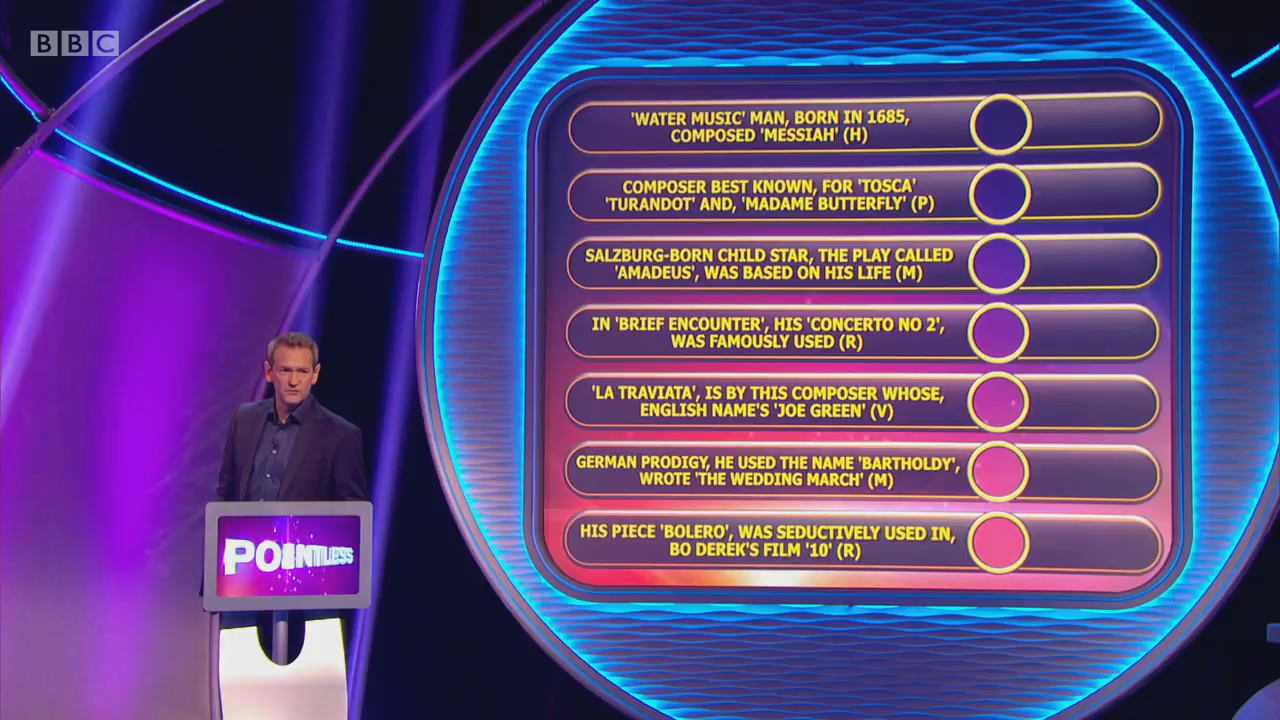 BBC
'WATER MUSIC' MAN, BORN IN 1685,
COMPOSED 'MESSIAH' (H)
COMPOSER BEST KNOWN, FOR 'TOSCA'
'TURANDOT' AND, 'MADAME BUTTERFLY' (P)
SALZBURG-BORN CHILD STAR, THE PLAY CALLED
'AMADEUS', WAS BASED ON HIS LIFE (M)
IN 'BRIEF ENCOUNTER', HIS 'CONCERTO NO 2',
WAS FAMOUSLY USED (R)
'LA TRAVIATA', IS BY THIS COMPOSER WHOSE,
ENGLISH NAME'S 'JOE GREEN' (V)
GERMAN PRODIGY, HE USED THE NAME 'BARTHOLDY',
WROTE 'THE WEDDING MARCH' (M)
HIS PIECE 'BOLERO', WAS SEDUCTIVELY USED IN,
BO DEREK'S FILM '10' (R)
POINTLESS